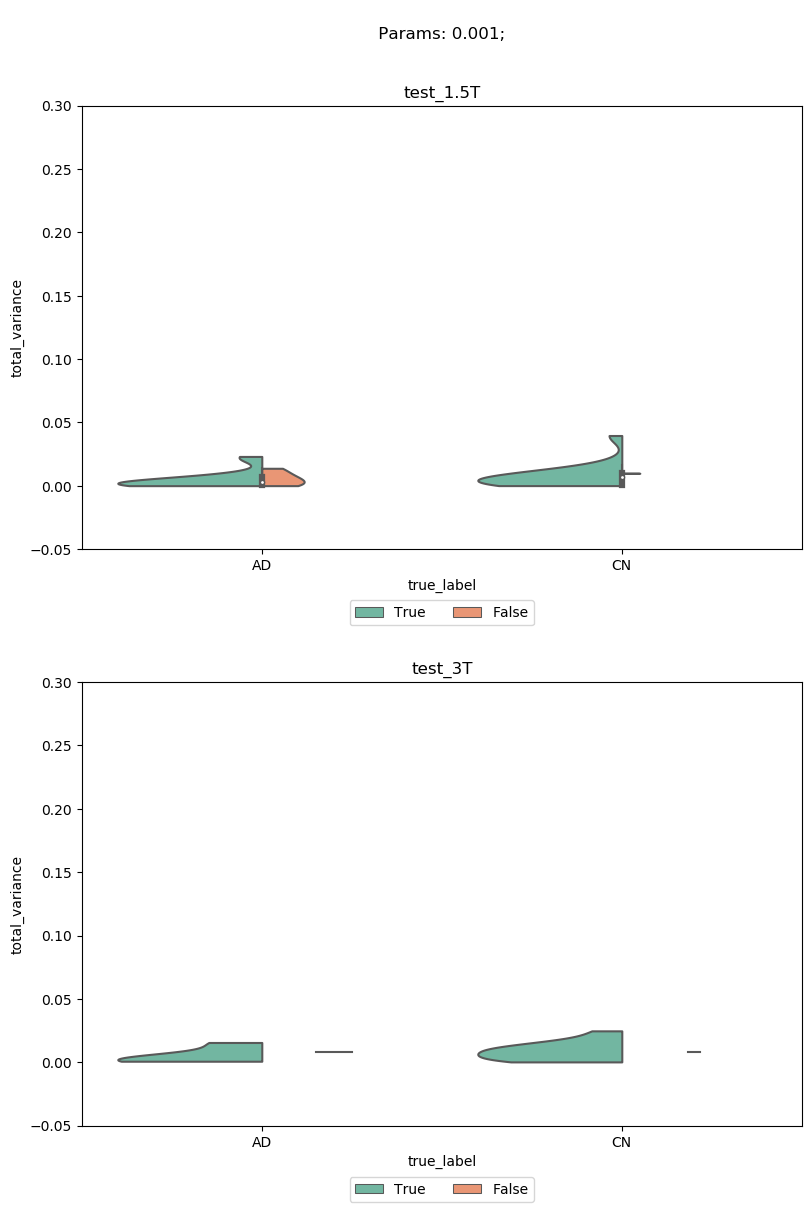 Params: 0.001;
test_1.5T
0.30
0.25
0.20
0.15
0.10
0.05
0.00
−0.05
total_variance
AD CN
true_label
True False
test_3T
0.30
0.25
0.20
0.15
0.10
0.05
0.00
−0.05
total_variance
AD CN
true_label
True False